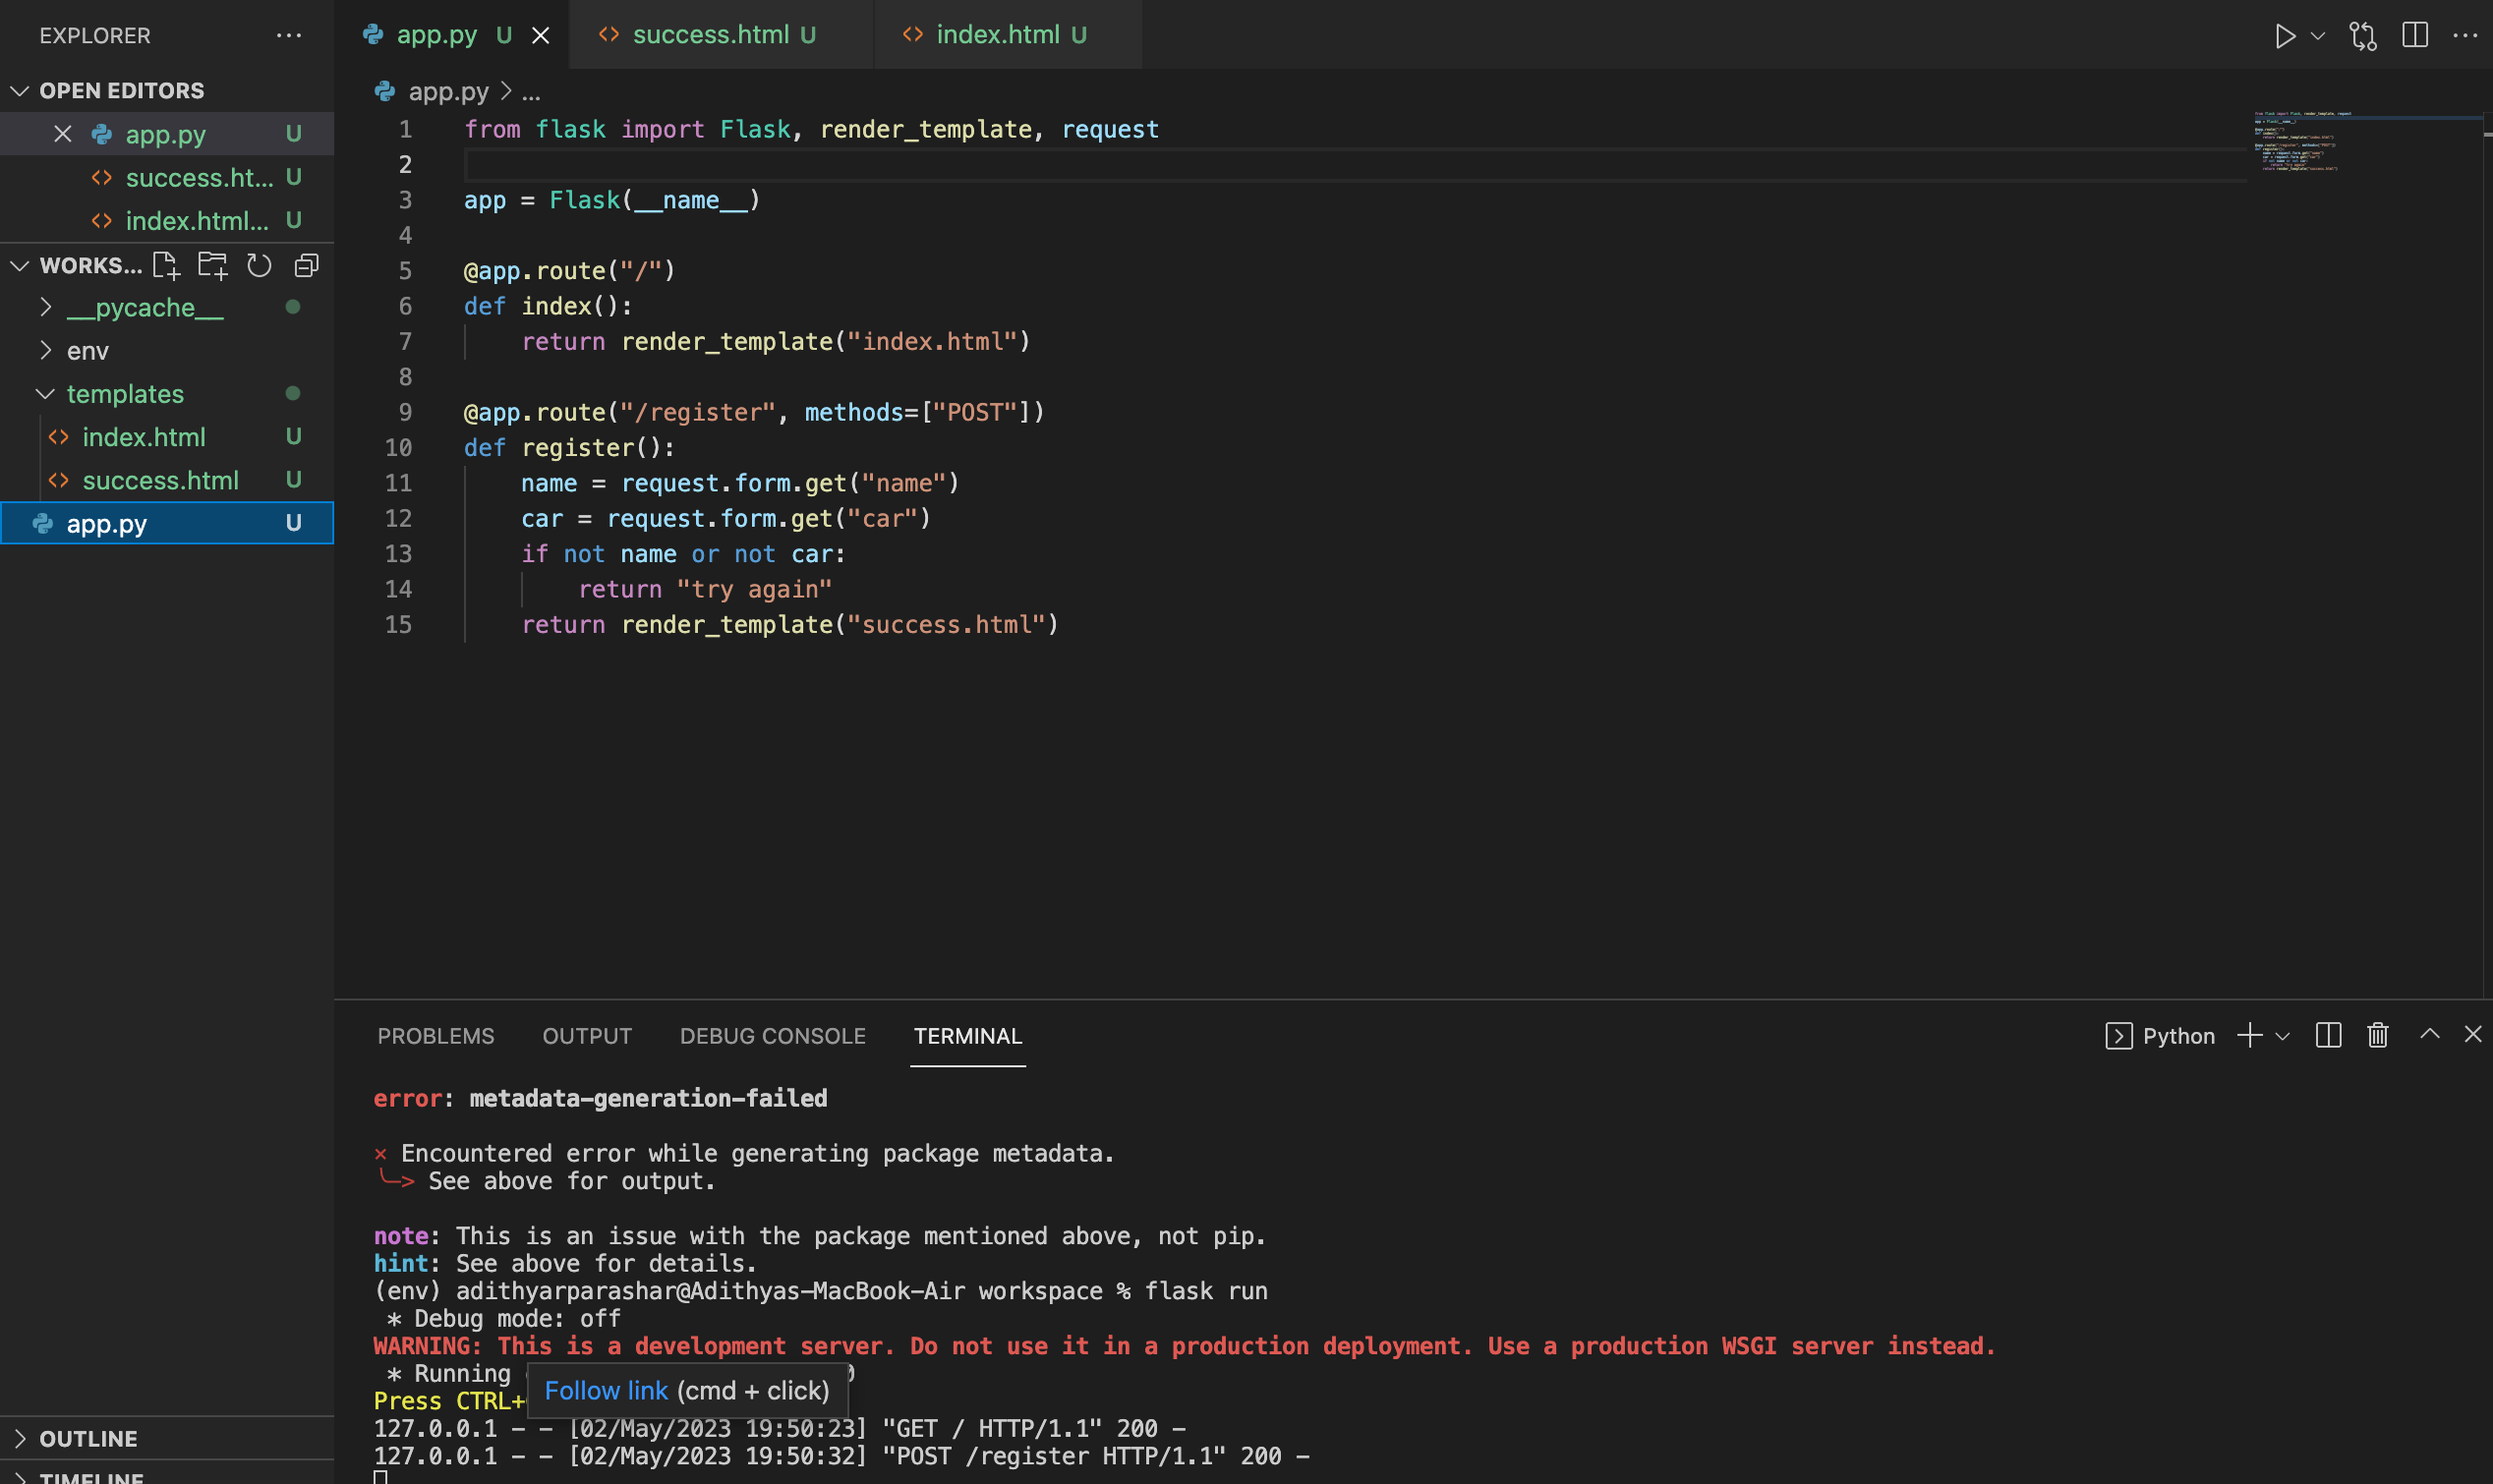 EXPLORER
OPEN EDITORS
app.py U
success.ht... U
index.html... U
WORKS...
__pycache__
env
templates
index.html U
success.html U
app.py U
OUTLINE
TIMELINE
app.py U
success.html U
index.html U
app.py > ...
1 from flask import Flask, render_template, request
2
3 app = Flask(__name__)
4
5 @app.route("/")
6 def index():
7 return render_template("index.html")
8
9 @app.route("/register", methods=["POST"])
10 def register():
11 name = request.form.get("name")
12 car = request.form.get("car")
13 if not name or not car:
14 return "try again"
15 return render_template("success.html")
PROBLEMS OUTPUT DEBUG CONSOLE TERMINAL
Python
error: metadata-generation-failed
× Encountered error while generating package metadata.
╰─> See above for output.
note: This is an issue with the package mentioned above, not pip.
hint: See above for details.
(env) adithyarparashar@Adithyas-MacBook-Air workspace % flask run
* Debug mode: off
WARNING: This is a development server. Do not use it in a production deployment. Use a production WSGI server instead.
* Running
Follow link (cmd + click)
Press CTRL+
127.0.0.1 - - [02/May/2023 19:50:23] "GET / HTTP/1.1" 200 -
127.0.0.1 - - [02/May/2023 19:50:32] "POST /register HTTP/1.1" 200 -